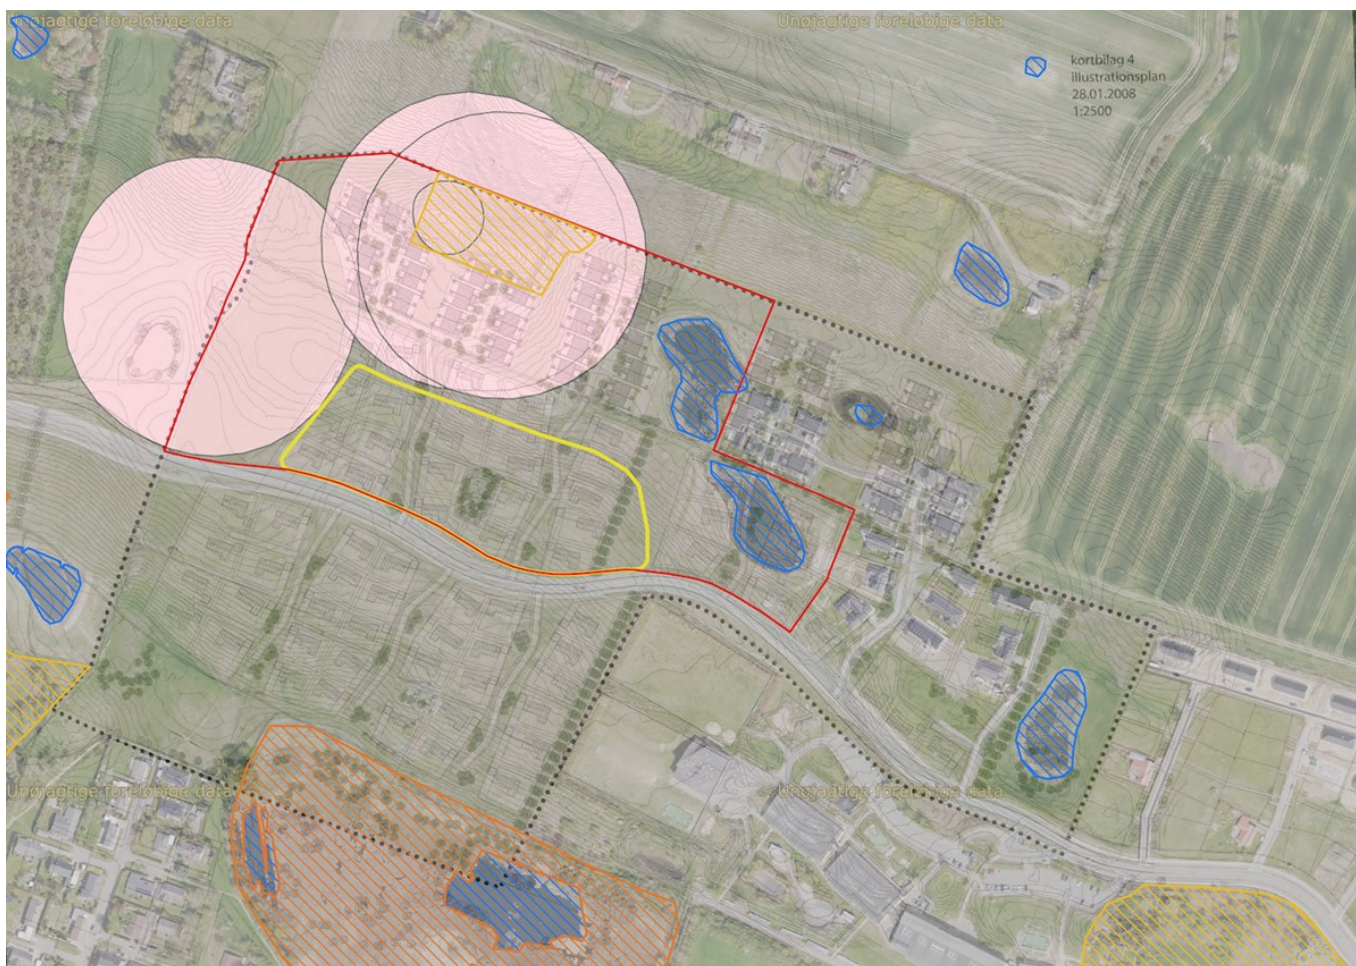 Unøjagtige foreløbige data
Unøjagtige foreløbige data
kortbilag 4
illustrationsplan
28.01.2008
1:2500
Unøjagtige foreløbige data
Unøjagtige foreløbige data